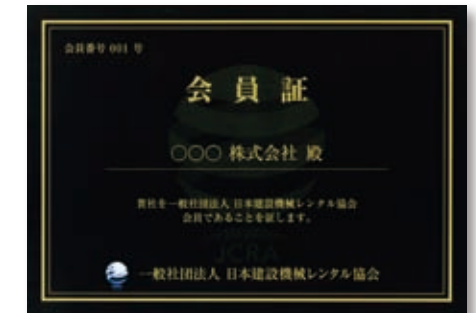 会員番号 001 号
会員証
○○○ 株式会社 殿
貴社を一般社団法人 日本建設機械レンタル協会
会員であることを証します。
JCRA
一般社団法人 日本建設機械レンタル協会